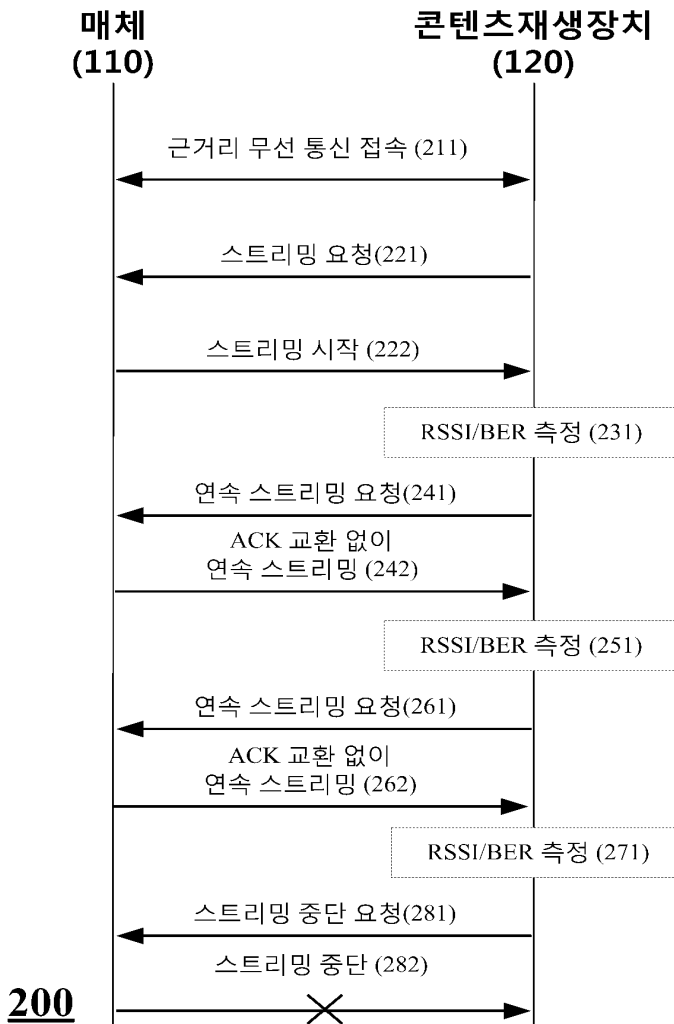 매체
(110)
콘텐츠재생장치
(120)
근거리 무선 통신 접속 (211)
스트리밍 요청(221)
스트리밍 시작 (222)
RSSI/BER 측정 (231)
연속 스트리밍 요청(241)
ACK 교환 없이
연속 스트리밍 (242)
RSSI/BER 측정 (251)
연속 스트리밍 요청(261)
ACK 교환 없이
연속 스트리밍 (262)
RSSI/BER 측정 (271)
스트리밍 중단 요청(281)
스트리밍 중단 (282)
200